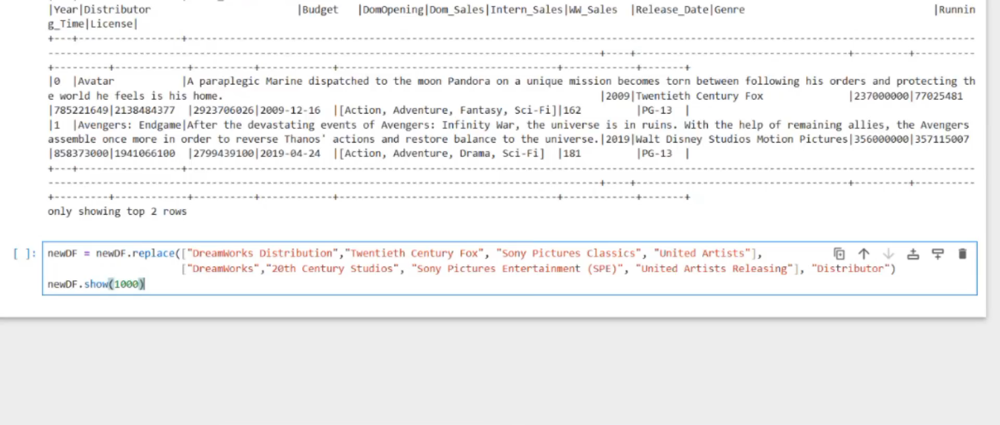 |Year|Distributor                        |Budget   |DomOpening|Dom_Sales|Intern_Sales|WW_Sales  |Release_Date|Genre                               |Runnin
g_Time|License|
|0  |Avatar           |A paraplegic Marine dispatched to the moon Pandora on a unique mission becomes torn between following his orders and protecting th
e world he feels is his home.                                                              |2009|Twentieth Century Fox              |237000000|77025481
|785221649|2138484377  |2923706026|2009-12-16  |[Action, Adventure, Fantasy, Sci-Fi]|162         |PG-13  |
|1  |Avengers: Endgame|After the devastating events of Avengers: Infinity War, the universe is in ruins. With the help of remaining allies, the Avengers
assemble once more in order to reverse Thanos' actions and restore balance to the universe.|2019|Walt Disney Studios Motion Pictures|356000000|357115007
|858373000|1941066100  |2799439100|2019-04-24  |[Action, Adventure, Drama, Sci-Fi]  |181         |PG-13  |
only showing top 2 rows
[ ]: newDF = newDF.replace(["DreamWorks Distribution","Twentieth Century Fox", "Sony Pictures Classics", "United Artists"],
["DreamWorks","20th Century Studios", "Sony Pictures Entertainment (SPE)", "United Artists Releasing"], "Distributor")
newDF.show(1000)